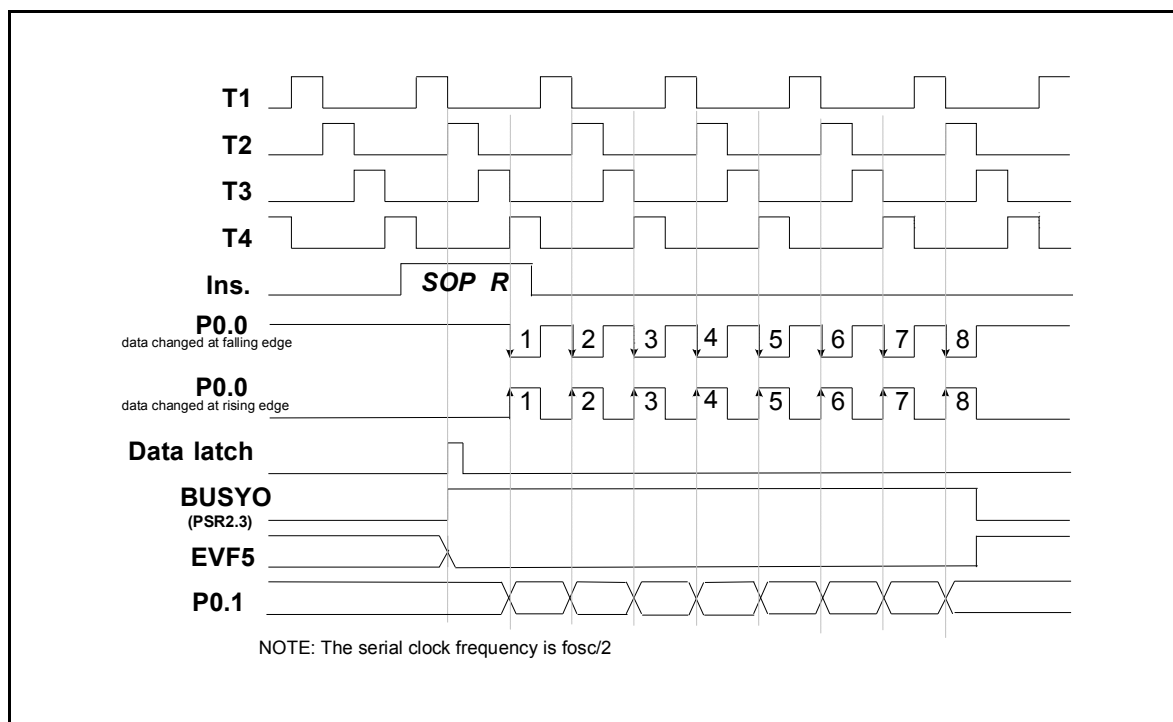 T1
T2
T3
T4
Ins.
SOP R
P0.0
data changed at falling edge
1 2 3 4 5 6 7 8
P0.0
data changed at rising edge
1 2 3 4 5 6 7 8
Data latch
BUSYO
(PSR2.3)
EVF5
P0.1
NOTE: The serial clock frequency is fosc/2